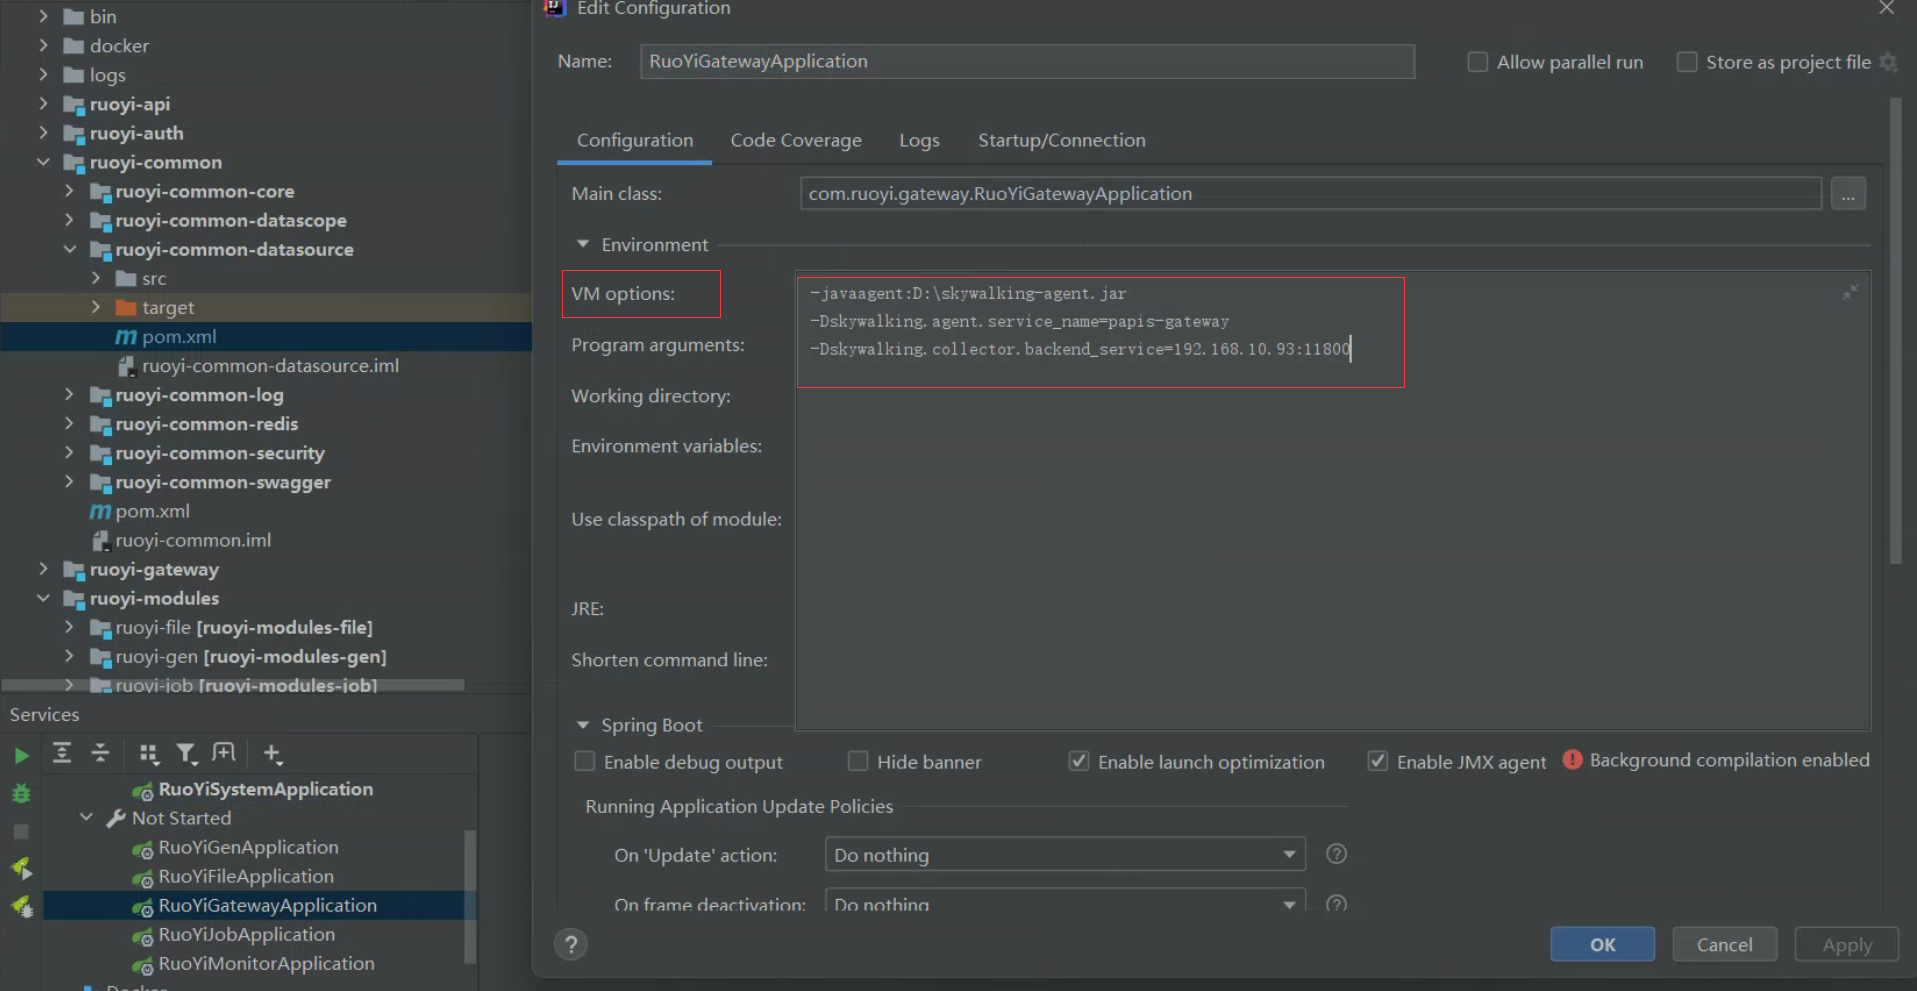 bin
docker
logs
ruoyi-api
ruoyi-auth
ruoyi-common
ruoyi-common-core
ruoyi-common-datascope
ruoyi-common-datasource
src
target
pom.xml
ruoyi-common-datasource.iml
ruoyi-common-log
ruoyi-common-redis
ruoyi-common-security
ruoyi-common-swagger
pom.xml
ruoyi-common.iml
ruoyi-gateway
ruoyi-modules
ruoyi-file [ruoyi-modules-file]
ruoyi-gen [ruoyi-modules-gen]
ruoyi-job [ruoyi-modules-job]
Services
RuoYiSystemApplication
Not Started
RuoYiGenApplication
RuoYiFileApplication
RuoYiGatewayApplication
RuoYiJobApplication
RuoYiMonitorApplication
Docker
Edit Configuration
Name: RuoYiGatewayApplication Allow parallel run Store as project file
Configuration Code Coverage Logs Startup/Connection
Main class: com.ruoyi.gateway.RuoYiGatewayApplication ...
Environment
VM options:
-javaagent:D:\skywalking-agent.jar
-Dskywalking.agent.service_name=papis-gateway
-Dskywalking.collector.backend_service=192.168.10.93:11800
Program arguments:
Working directory:
Environment variables:
Use classpath of module:
JRE:
Shorten command line:
Spring Boot
Enable debug output Hide banner Enable launch optimization Enable JMX agent Background compilation enabled
Running Application Update Policies
On 'Update' action: Do nothing ?
On frame deactivation: Do nothing ?
? OK Cancel Apply